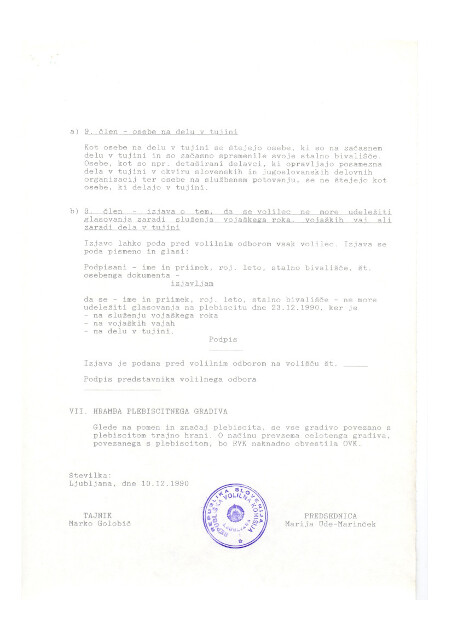 a) 9. člen - osebe na delu v tujini
Kot osebe na delu v tujini se štejejo osebe, ki so na začasnem
delu v tujini in so začasno spremenile svoje stalno bivališče.
Osebe, kot so npr. detaširani delavci, ki opravljajo posamezna
dela v tujini v okviru slovenskih in jugoslovanskih delovnih
organizacij ter osebe na službenem potovanju, se ne štejejo kot
osebe, ki delajo v tujini.
b) 9. člen - izjava o tem, da se volilec ne more udeležiti
glasovanja zaradi služenja vojaškega roka, vojaških vaj ali
zaradi dela v tujini
Izjavo lahko poda pred volilnim odborom vsak volilec. Izjava se
poda pismeno in glasi:
Podpisani - ime in priimek, roj. leto, stalno bivališče, št.
osebnega dokumenta -
izjavljam
da se - ime in priimek, roj. leto, stalno bivališče - ne more
udeležiti glasovanja na plebiscitu dne 23.12.1990, ker je
- na služenju vojaškega roka
- na vojaških vajah
- na delu v tujini.
Podpis
Izjava je podana pred volilnim odborom na volišču št. _____
Podpis predstavnika volilnega odbora
VII. HRAMBA PLEBISCITNEGA GRADIVA
Glede na pomen in značaj plebiscita, se vse gradivo povezano s
plebiscitom trajno hrani. O načinu prevzema celotnega gradiva,
povezanega s plebiscitom, bo RVK naknadno obvestila OVK.
Številka:
Ljubljana, dne 10.12.1990
TAJNIK
Marko Golobič
REPUBLIKA SLOVENIJA
REPUBLIŠKA VOLILNA KOMISIJA
LJUBLJANA
PREDSEDNICA
Marija Ude-Marinček